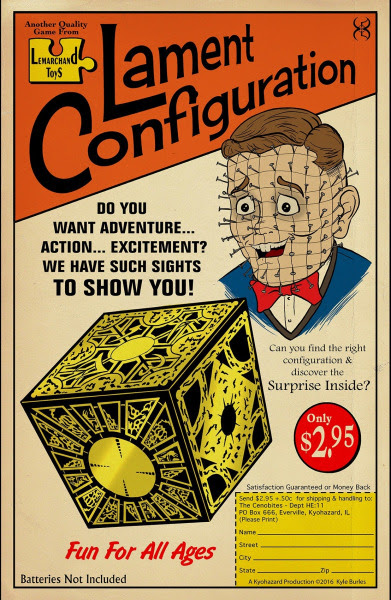 Another Quality
Game From
LEMARCHAND
TOYS
Lament
Configuration
DO YOU
WANT ADVENTURE...
ACTION... EXCITEMENT?
WE HAVE SUCH SIGHTS
TO SHOW YOU!
Can you find the right
configuration &
discover the
Surprise Inside?
Only
$2.95
Satisfaction Guaranteed or Money Back
Send $2.95 + .50c for shipping & handling to:
The Cenobites - Dept HE:11
PO Box 666, Everville, Kyohazard, IL
(Please Print)
Name
Street
City
State Zip
A Kyohazard Production ©2016 Kyle Burles
Fun For All Ages
Batteries Not Included